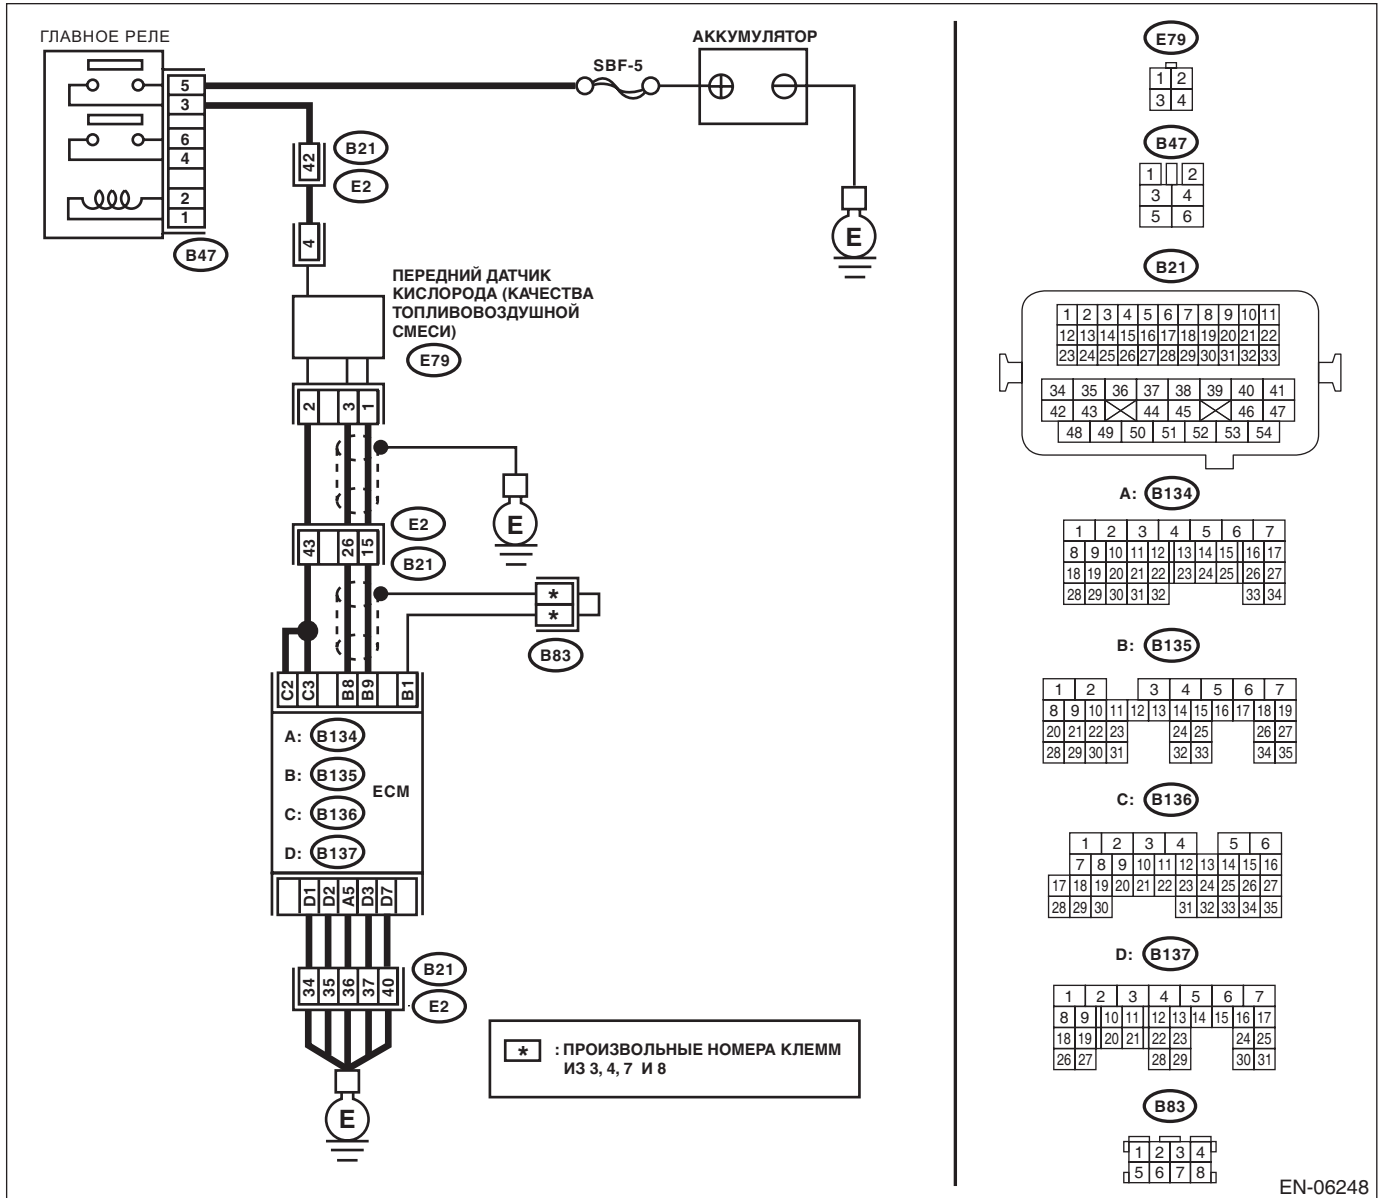 ГЛАВНОЕ РЕЛЕ
АККУМУЛЯТОР
SBF-5
5
3
6
4
2
1
B47
42
B21
E2
4
E
ПЕРЕДНИЙ ДАТЧИК
КИСЛОРОДА (КАЧЕСТВА
ТОПЛИВОВОЗДУШНОЙ
СМЕСИ)
E79
2 3 1
E
E2
43 26 15
B21
*
*
B83
C2 C3 B8 B9 B1
A: B134
B: B135
ECM
C: B136
D: B137
D1 D2 A5 D3 D7
34 35 36 37 40
B21
E2
E
* : ПРОИЗВОЛЬНЫЕ НОМЕРА КЛЕММ
ИЗ 3, 4, 7 И 8
E79
1 2
3 4
B47
1 2
3 4
5 6
B21
1 2 3 4 5 6 7 8 9 10 11
12 13 14 15 16 17 18 19 20 21 22
23 24 25 26 27 28 29 30 31 32 33
34 35 36 37 38 39 40 41
42 43 44 45 46 47
48 49 50 51 52 53 54
A: B134
1 2 3 4 5 6 7
8 9 10 11 12 13 14 15 16 17
18 19 20 21 22 23 24 25 26 27
28 29 30 31 32 33 34
B: B135
1 2 3 4 5 6 7
8 9 10 11 12 13 14 15 16 17 18 19
20 21 22 23 24 25 26 27
28 29 30 31 32 33 34 35
C: B136
1 2 3 4 5 6
7 8 9 10 11 12 13 14 15 16
17 18 19 20 21 22 23 24 25 26 27
28 29 30 31 32 33 34 35
D: B137
1 2 3 4 5 6 7
8 9 10 11 12 13 14 15 16 17
18 19 20 21 22 23 24 25
26 27 28 29 30 31
B83
1 2 3 4
5 6 7 8
EN-06248